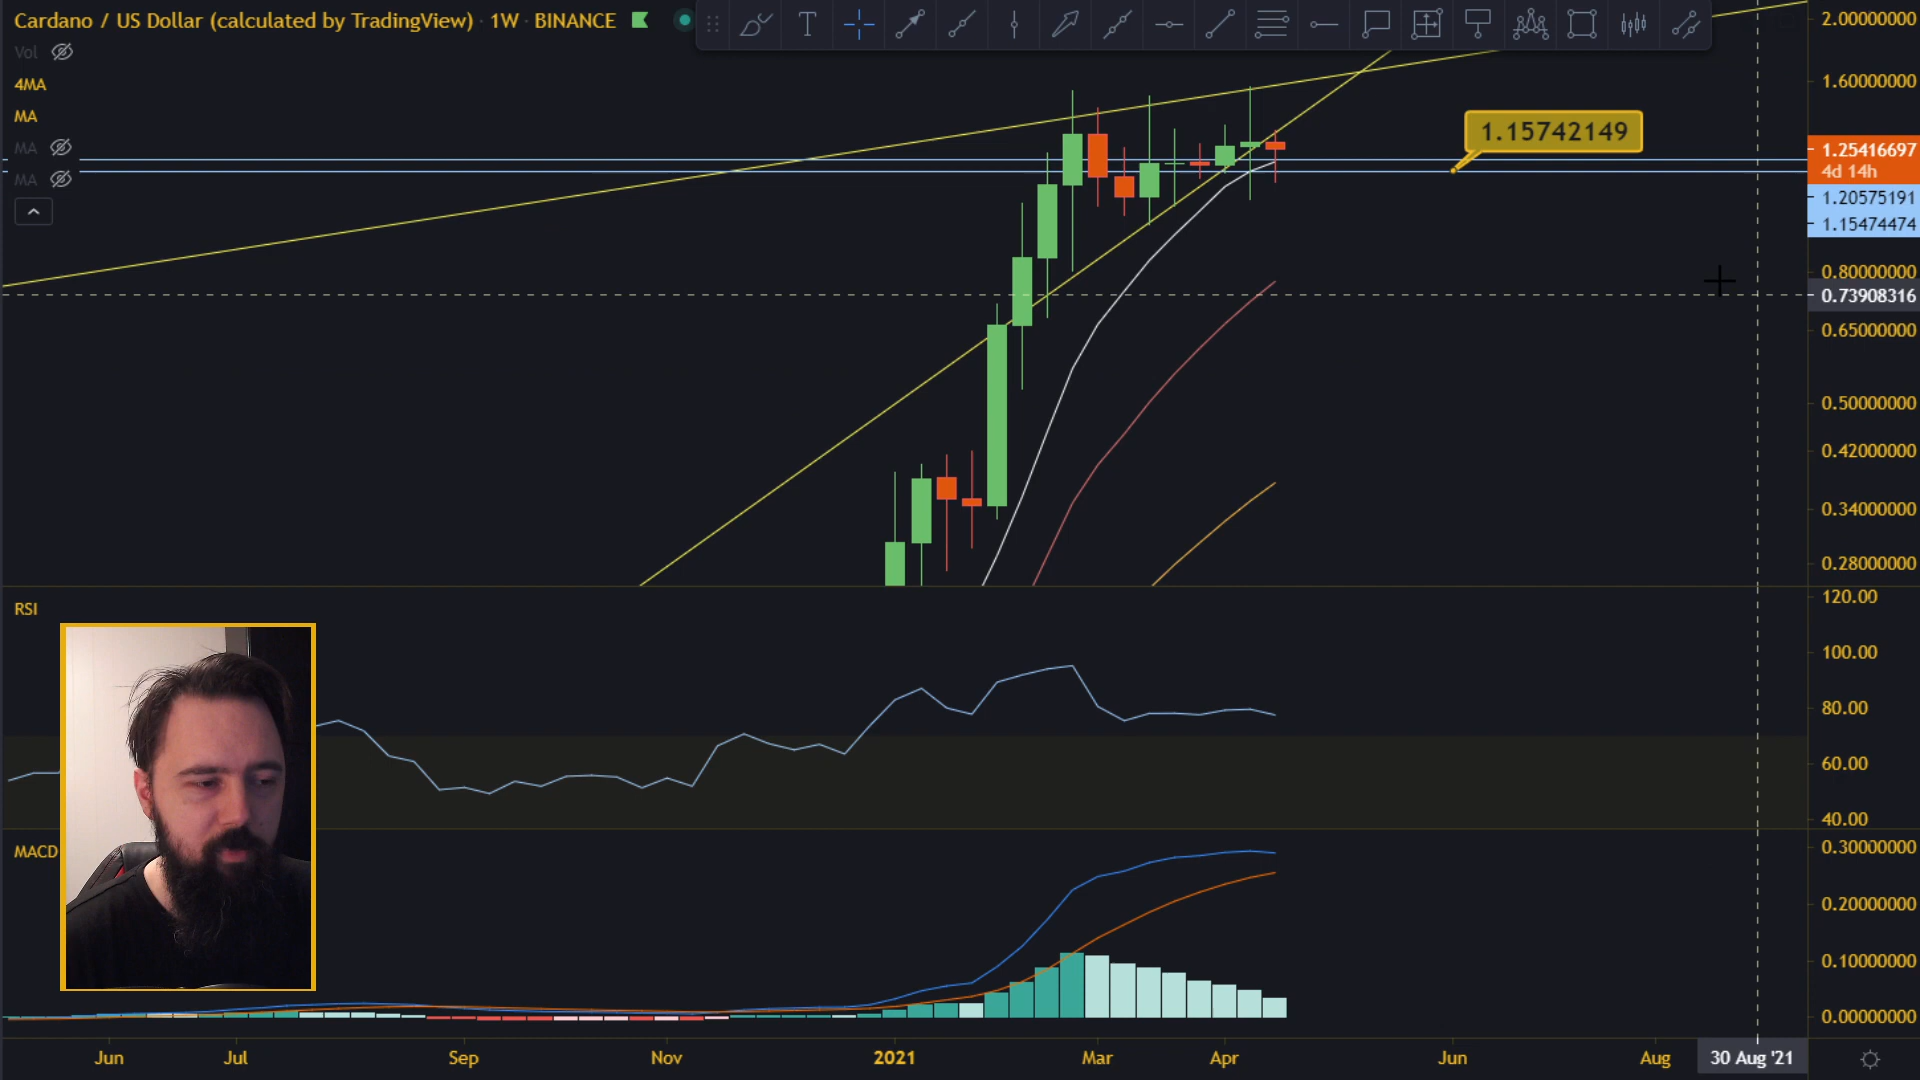 Cardano / US Dollar (calculated by TradingView) · 1W · BINANCE
Vol
4MA
MA
MA
MA
T
1.15742149
2.00000000
1.60000000
1.25416697
4d 14h
1.20575191
1.15474474
0.80000000
0.73908316
0.65000000
0.50000000
0.42000000
0.34000000
0.28000000
RSI
120.00
100.00
80.00
60.00
40.00
MACD
0.30000000
0.20000000
0.10000000
0.00000000
Jun
Jul
Sep
Nov
2021
Mar
Apr
Jun
Aug
30 Aug '21